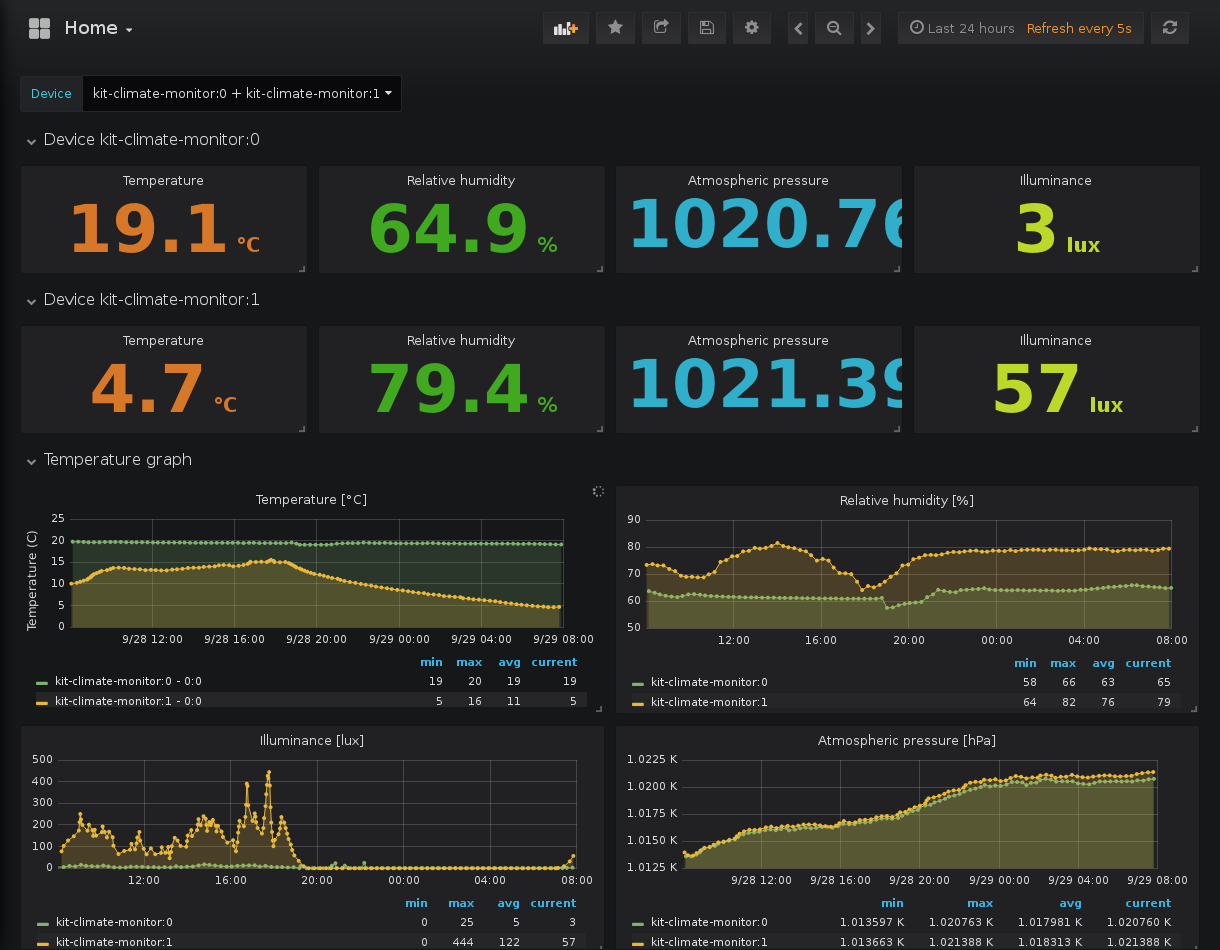 Home
Last 24 hours Refresh every 5s
Device kit-climate-monitor:0 + kit-climate-monitor:1
Device kit-climate-monitor:0
Temperature Relative humidity Atmospheric pressure Illuminance
19.1 °C 64.9 % 1020.76 3 lux
Device kit-climate-monitor:1
Temperature Relative humidity Atmospheric pressure Illuminance
4.7 °C 79.4 % 1021.39 57 lux
Temperature graph
Temperature [°C]
Temperature (C)
25
20
15
10
5
0
9/28 12:00 9/28 16:00 9/28 20:00 9/29 00:00 9/29 04:00 9/29 08:00
min max avg current
kit-climate-monitor:0 - 0:0 19 20 19 19
kit-climate-monitor:1 - 0:0 5 16 11 5
Relative humidity [%]
90
80
70
60
50
12:00 16:00 20:00 00:00 04:00 08:00
min max avg current
kit-climate-monitor:0 58 66 63 65
kit-climate-monitor:1 64 82 76 79
Illuminance [lux]
500
400
300
200
100
0
12:00 16:00 20:00 00:00 04:00 08:00
min max avg current
kit-climate-monitor:0 0 25 5 3
kit-climate-monitor:1 0 444 122 57
Atmospheric pressure [hPa]
1.0225 K
1.0200 K
1.0175 K
1.0150 K
1.0125 K
9/28 12:00 9/28 16:00 9/28 20:00 9/29 00:00 9/29 04:00 9/29 08:00
min max avg current
kit-climate-monitor:0 1.013597 K 1.020763 K 1.017981 K 1.020760 K
kit-climate-monitor:1 1.013663 K 1.021388 K 1.018313 K 1.021388 K